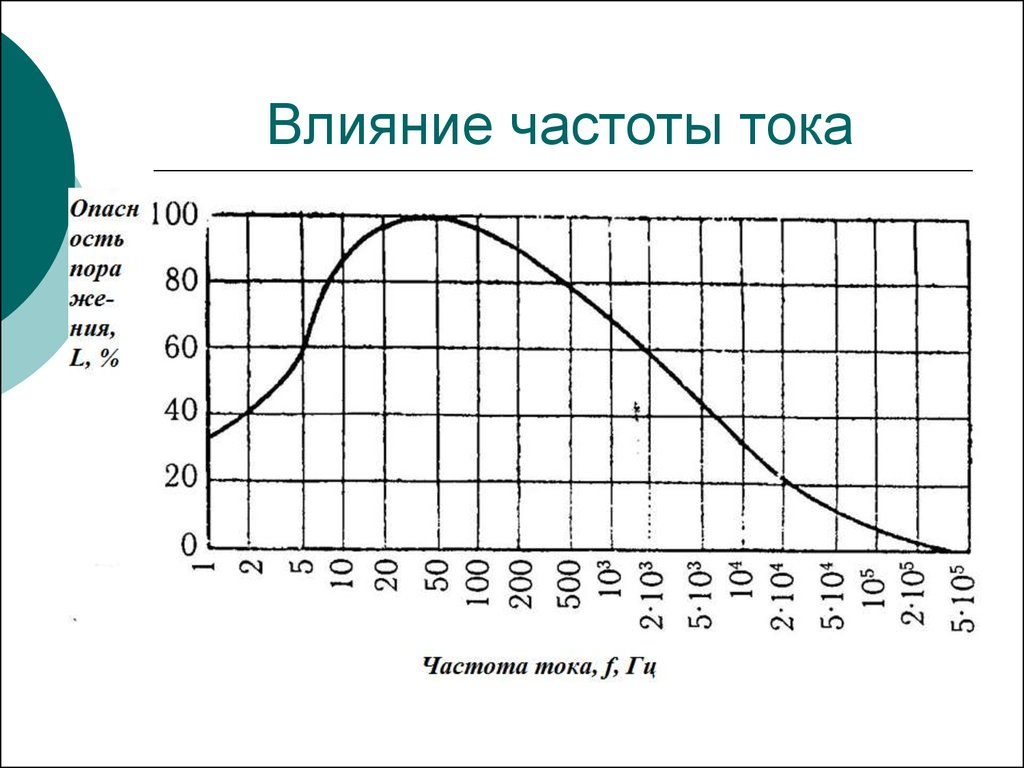 Влияние частоты тока
Опасн
ость
пора
же-
ния,
L, %
100
80
60
40
20
0
1 2 5 10 20 50 100 200 500 10³ 2·10³ 5·10³ 10⁴ 2·10⁴ 5·10⁴ 10⁵ 2·10⁵ 5·10⁵
Частота тока, f, Гц